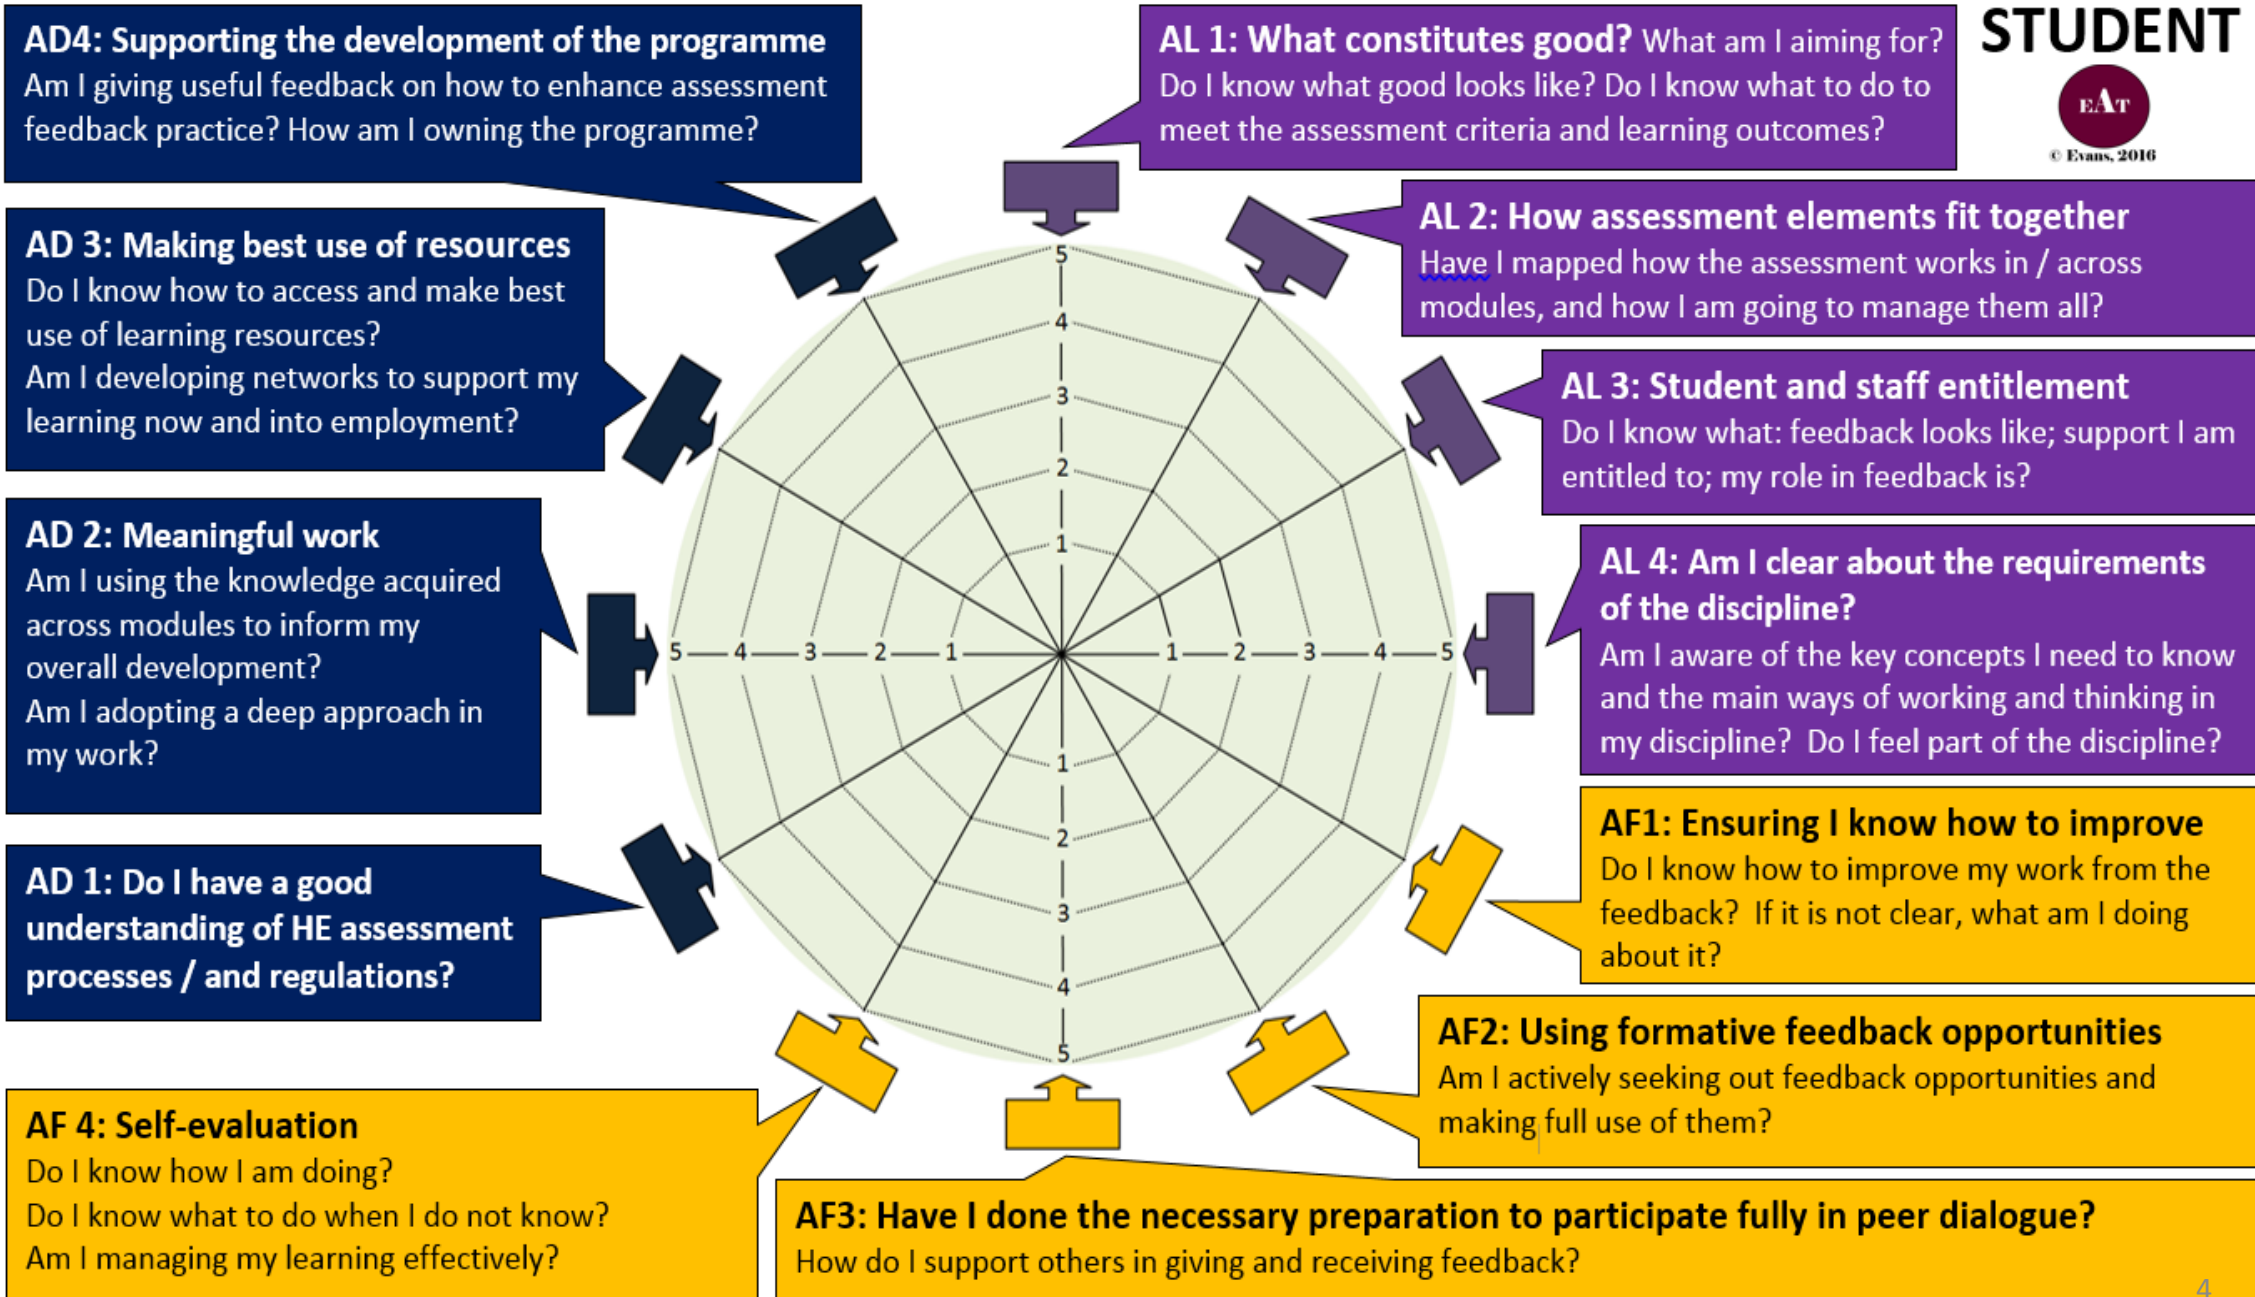 AD4: Supporting the development of the programme
Am I giving useful feedback on how to enhance assessment
feedback practice? How am I owning the programme?
AL 1: What constitutes good? What am I aiming for?
Do I know what good looks like? Do I know what to do to
meet the assessment criteria and learning outcomes?
STUDENT
EAT
© Evans, 2016
AL 2: How assessment elements fit together
Have I mapped how the assessment works in / across
modules, and how I am going to manage them all?
AD 3: Making best use of resources
Do I know how to access and make best
use of learning resources?
Am I developing networks to support my
learning now and into employment?
AL 3: Student and staff entitlement
Do I know what: feedback looks like; support I am
entitled to; my role in feedback is?
AD 2: Meaningful work
Am I using the knowledge acquired
across modules to inform my
overall development?
Am I adopting a deep approach in
my work?
AL 4: Am I clear about the requirements
of the discipline?
Am I aware of the key concepts I need to know
and the main ways of working and thinking in
my discipline? Do I feel part of the discipline?
5
4
3
2
1
5 4 3 2 1 1 2 3 4 5
1
2
3
4
5
AD 1: Do I have a good
understanding of HE assessment
processes / and regulations?
AF1: Ensuring I know how to improve
Do I know how to improve my work from the
feedback? If it is not clear, what am I doing
about it?
AF2: Using formative feedback opportunities
Am I actively seeking out feedback opportunities and
making full use of them?
AF 4: Self-evaluation
Do I know how I am doing?
Do I know what to do when I do not know?
Am I managing my learning effectively?
AF3: Have I done the necessary preparation to participate fully in peer dialogue?
How do I support others in giving and receiving feedback?
4